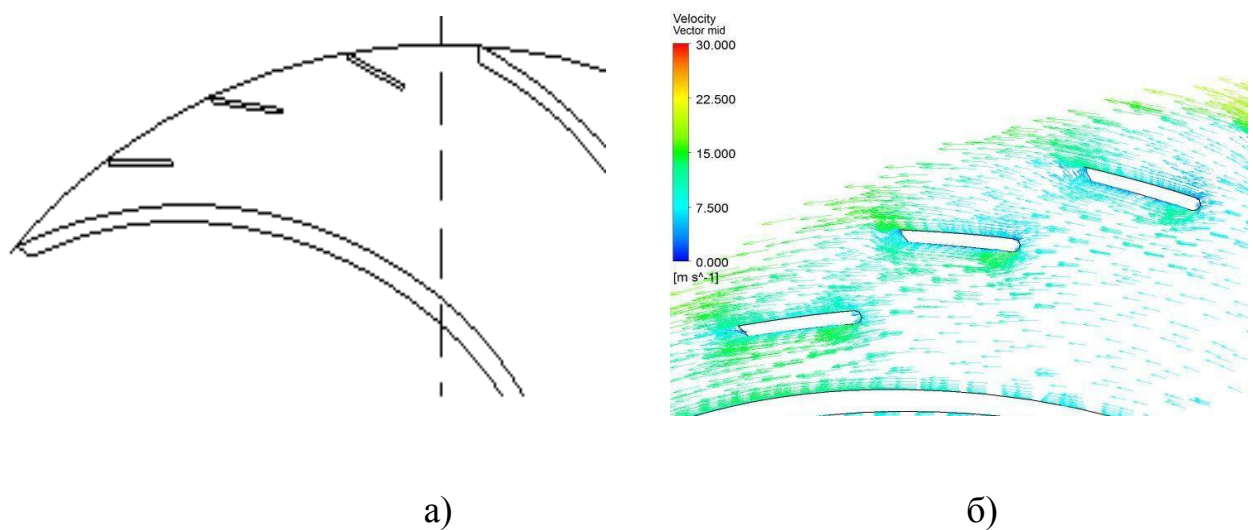 Velocity
Vector mid
30.000
22.500
15.000
7.500
0.000
[m s^-1]
а)
б)